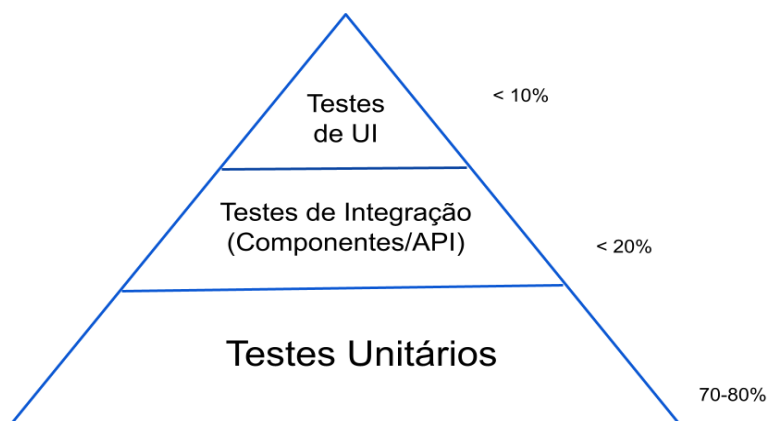 Testes
de UI
< 10%
Testes de Integração
(Componentes/API)
< 20%
Testes Unitários
70-80%